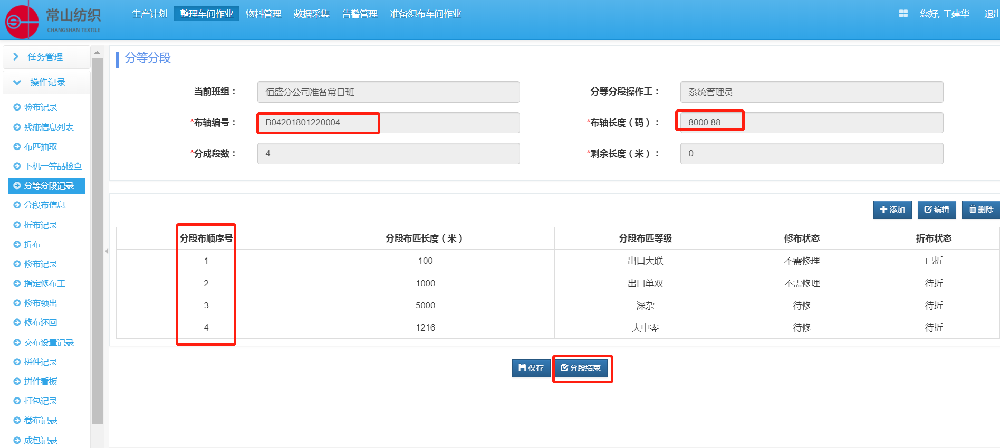 常山纺织
CHANGSHAN TEXTILE
生产计划 整理车间作业 物料管理 数据采集 告警管理 准备织布车间作业
您好, 于建华 退出
任务管理
操作记录
验布记录
残疵信息列表
布匹抽取
下机一等品检查
分等分段记录
分段布信息
折布记录
折布
修布记录
指定修布工
修布领出
修布还回
交布设置记录
拼件记录
拼件看板
打包记录
卷布记录
成包记录
分等分段
当前班组： 恒盛分公司准备常日班 分等分段操作工： 系统管理员
*布轴编号： B04201801220004 *布轴长度（码）： 8000.88
*分成段数： 4 *剩余长度（米）： 0
添加 编辑 删除
分段布顺序号 分段布匹长度（米） 分段布匹等级 修布状态 折布状态
1 100 出口大联 不需修理 已折
2 1000 出口单双 不需修理 待折
3 5000 深杂 待修 待折
4 1216 大中零 待修 待折
保存 分段结束